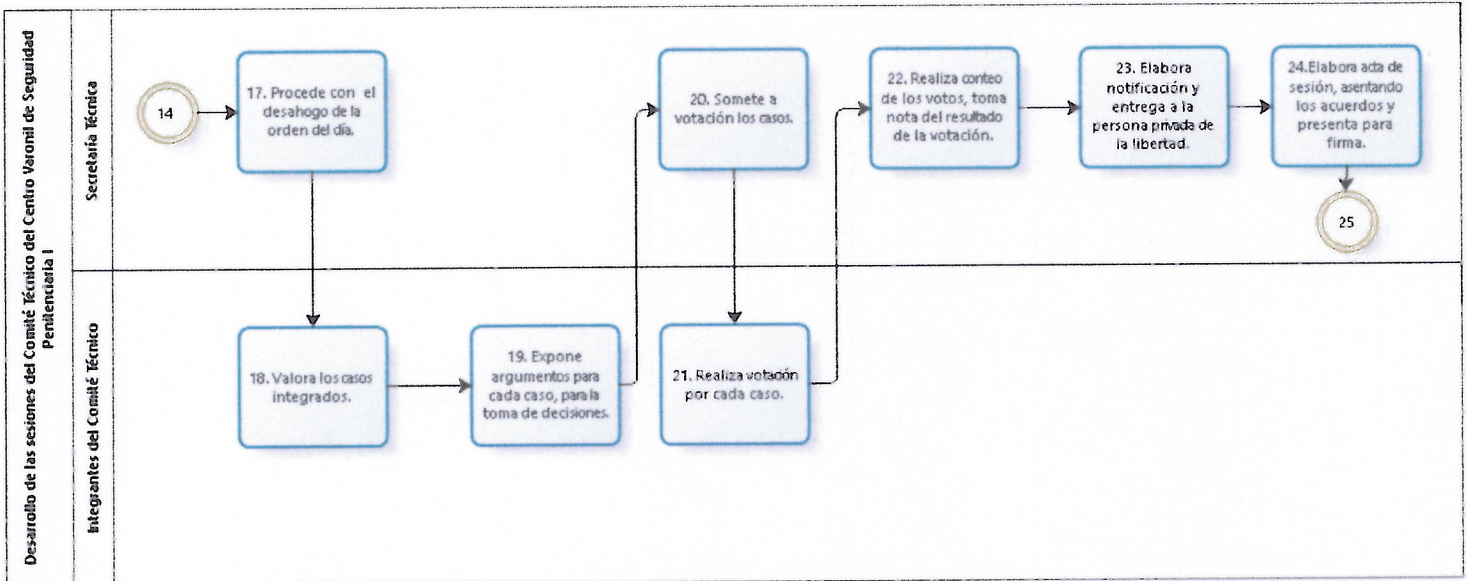 Desarrollo de las sesiones del Comité Técnico del Centro Varonil de Seguridad
Penitenciaria I
Secretaría Técnica
14
17. Procede con el
desahogo de la
orden del día.
20. Somete a
votación los casos.
22. Realiza conteo
de los votos, toma
nota del resultado
de la votación.
23. Elabora
notificación y
entrega a la
persona privada de
la libertad.
24.Elabora acta de
sesión, asentando
los acuerdos y
presenta para
firma.
25
Integrantes del Comité Técnico
18. Valora los casos
integrados.
19. Expone
argumentos para
cada caso, para la
toma de decisiones.
21. Realiza votación
por cada caso.